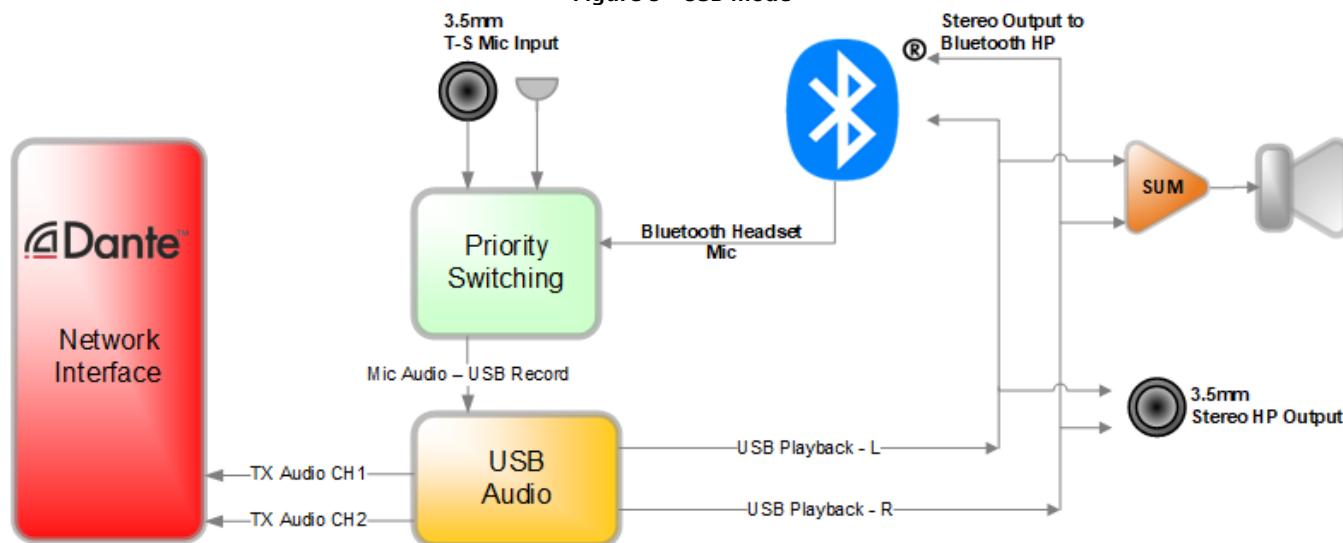 3.5mm
T-S Mic Input
®
Stereo Output to
Bluetooth HP
Dante™
Network
Interface
Priority
Switching
Bluetooth Headset
Mic
SUM
Mic Audio – USB Record
3.5mm
Stereo HP Output
USB
Audio
USB Playback - L
USB Playback - R
TX Audio CH1
TX Audio CH2